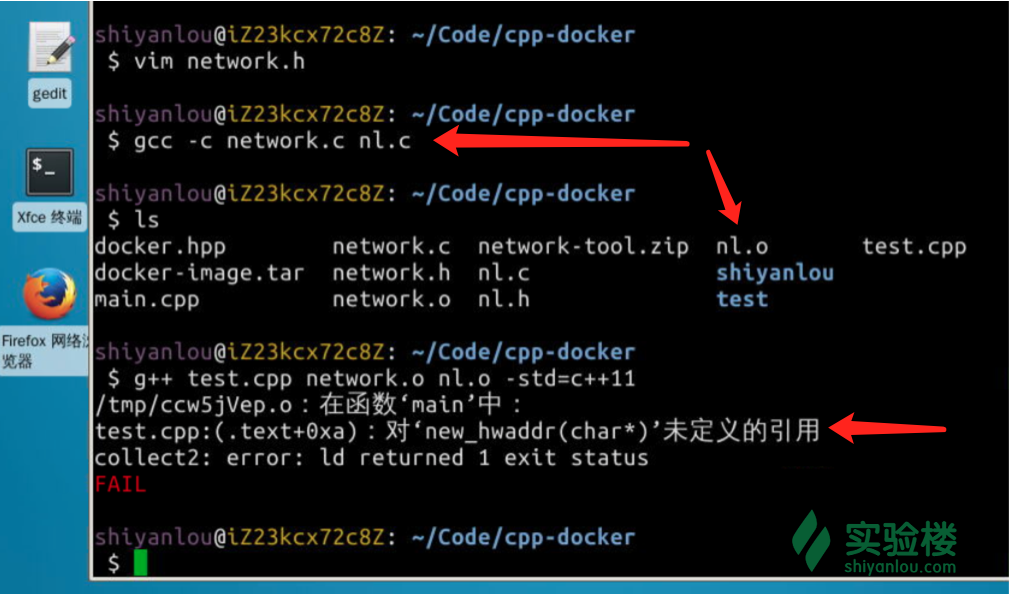 gedit
Xfce 终端
Firefox 网络浏
览器
shiyanlou@iZ23kcx72c8Z: ~/Code/cpp-docker
$ vim network.h
shiyanlou@iZ23kcx72c8Z: ~/Code/cpp-docker
$ gcc -c network.c nl.c
shiyanlou@iZ23kcx72c8Z: ~/Code/cpp-docker
$ ls
docker.hpp network.c network-tool.zip nl.o test.cpp
docker-image.tar network.h nl.c shiyanlou
main.cpp network.o nl.h test
shiyanlou@iZ23kcx72c8Z: ~/Code/cpp-docker
$ g++ test.cpp network.o nl.o -std=c++11
/tmp/ccw5jVep.o：在函数‘main’中：
test.cpp:(.text+0xa)：对‘new_hwaddr(char*)’未定义的引用
collect2: error: ld returned 1 exit status
FAIL
shiyanlou@iZ23kcx72c8Z: ~/Code/cpp-docker
$
实验楼
shiyanlou.com